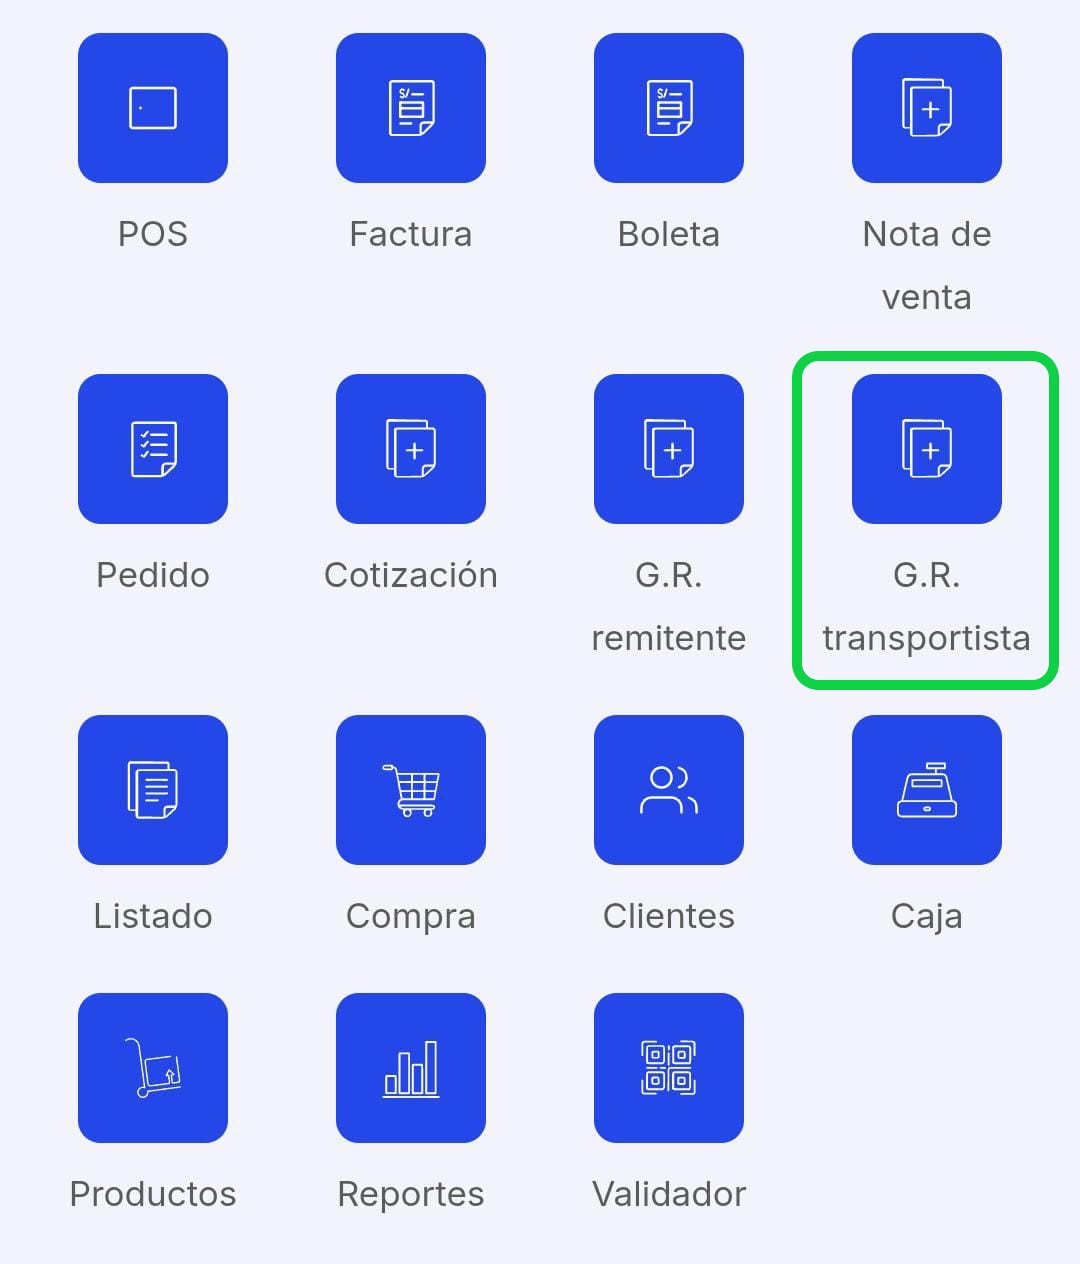 POS
Factura
Boleta
Nota de
venta
Pedido
Cotización
G.R.
remitente
G.R.
transportista
Listado
Compra
Clientes
Caja
Productos
Reportes
Validador